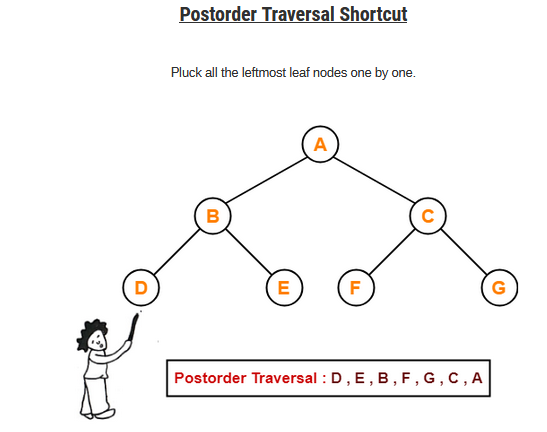 Postorder Traversal Shortcut
Pluck all the leftmost leaf nodes one by one.
A
B
C
D
E
F
G
Postorder Traversal : D , E , B , F , G , C , A